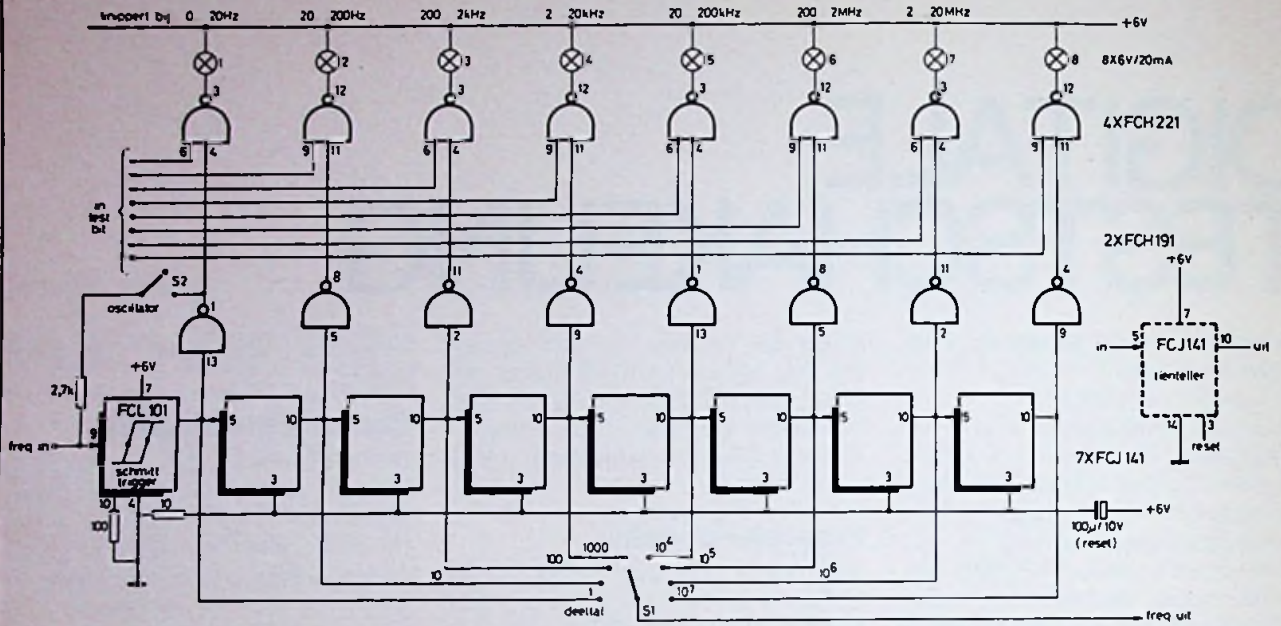 knippert bij 0 20Hz 20 200Hz 200 2kHz 2 20kHz 20 200kHz 200 2MHz 2 20MHz +6V
1 2 3 4 5 6 7 8 8X6V/20mA
3 12 3 12 3 12 3 12
4XFCH221
6 4 9 11 6 4 9 11 6 4 9 11 6 4 9 11
test
bit
2XFCH191
+6V
S2
oscillator
1 8 11 4 1 8 11 4
7
in 5 FCJ141 10 uit
tienteller
13 5 2 9 13 5 2 9
14 3
reset
+6V
7
2,7k
FCL 101
freq in 9
schmitt
trigger
5 10 5 10 5 10 5 10 5 10 5 10 5 10
3 3 3 3 3 3 3
7XFCJ 141
10 4 10
100
+6V
100µ/10V
(reset)
1 10 100 1000 10⁴ 10⁵ 10⁶ 10⁷
deeltal S1
freq uit